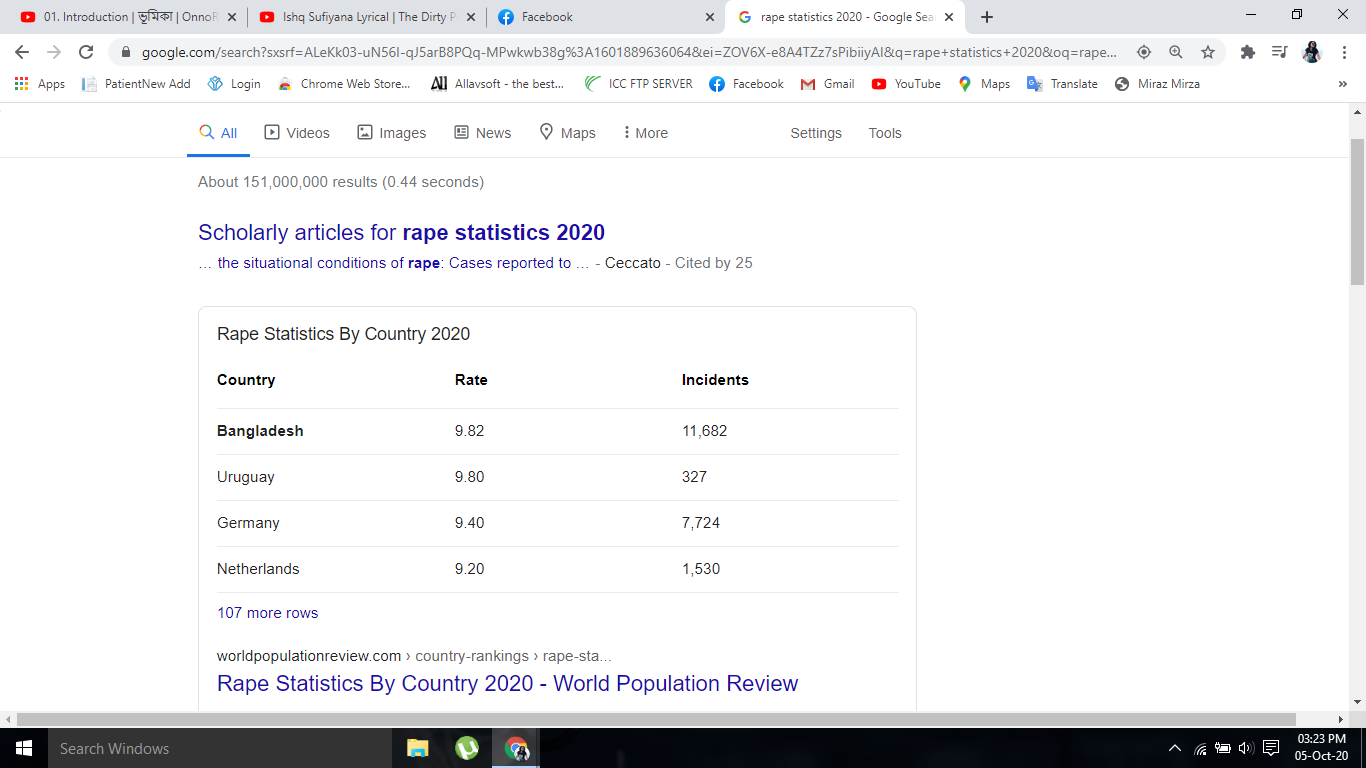 01. Introduction | ভূমিকা | OnnoR
Ishq Sufiyana Lyrical | The Dirty P
Facebook
rape statistics 2020 - Google Sea
google.com/search?sxsrf=ALeKk03-uN56I-qJ5arB8PQq-MPwkwb38g%3A1601889636064&ei=ZOV6X-e8A4TZz7sPibiiyAI&q=rape+statistics+2020&oq=rape...
Apps PatientNew Add Login Chrome Web Store... Allavsoft - the best... ICC FTP SERVER Facebook Gmail YouTube Maps Translate Miraz Mirza »
All Videos Images News Maps More Settings Tools
About 151,000,000 results (0.44 seconds)
Scholarly articles for rape statistics 2020
... the situational conditions of rape: Cases reported to ... - Ceccato - Cited by 25
Rape Statistics By Country 2020
Country Rate Incidents
Bangladesh 9.82 11,682
Uruguay 9.80 327
Germany 9.40 7,724
Netherlands 9.20 1,530
107 more rows
worldpopulationreview.com › country-rankings › rape-sta...
Rape Statistics By Country 2020 - World Population Review
Search Windows
03:23 PM
05-Oct-20